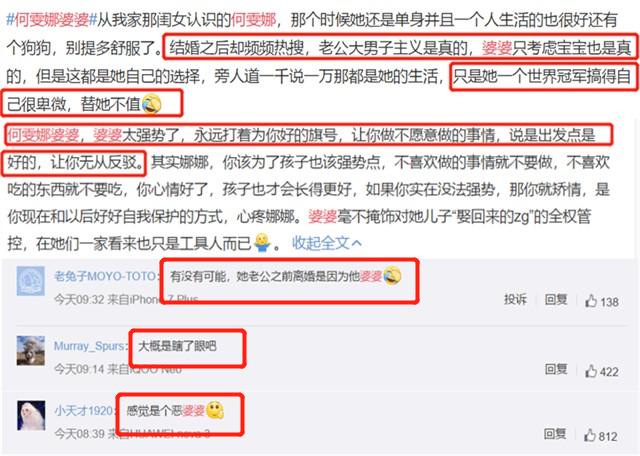 #何雯娜婆婆#从我家那闺女认识的何雯娜，那个时候她还是单身并且一个人生活的也很好还有
个狗狗，别提多舒服了。结婚之后却频频热搜，老公大男子主义是真的，婆婆只考虑宝宝也是真
的，但是这都是她自己的选择，旁人道一千说一万那都是她的生活，只是她一个世界冠军搞得自
己很卑微，替她不值
何雯娜婆婆，婆婆太强势了，永远打着为你好的旗号，让你做不愿意做的事情，说是出发点是
好的，让你无从反驳。其实娜娜，你该为了孩子也该强势点，不喜欢做的事情就不要做，不喜欢
吃的东西就不要吃，你心情好了，孩子也才会长得更好，如果你实在没法强势，那你就矫情，是
你现在和以后好好自我保护的方式，心疼娜娜。婆婆毫不掩饰对她儿子“娶回来的zg”的全权管
控，在她们一家看来也只是工具人而已。 收起全文
老兔子MOYO-TOTO：有没有可能，她老公之前离婚是因为他婆婆
今天09:32 来自iPhone 7 Plus 投诉 回复 138
Murray_Spurs：大概是瞎了眼吧
今天09:14 来自iQOO Neo 回复 422
小天才1920：感觉是个恶婆婆
今天08:39 来自HUAWEI nova 3 回复 812